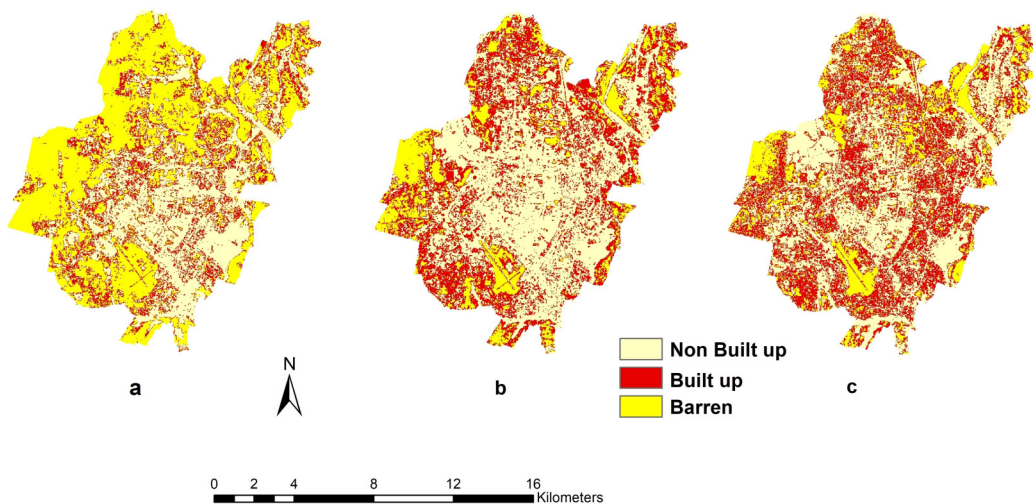 a
b
c
N
Non Built up
Built up
Barren
0 2 4 8 12 16
Kilometers